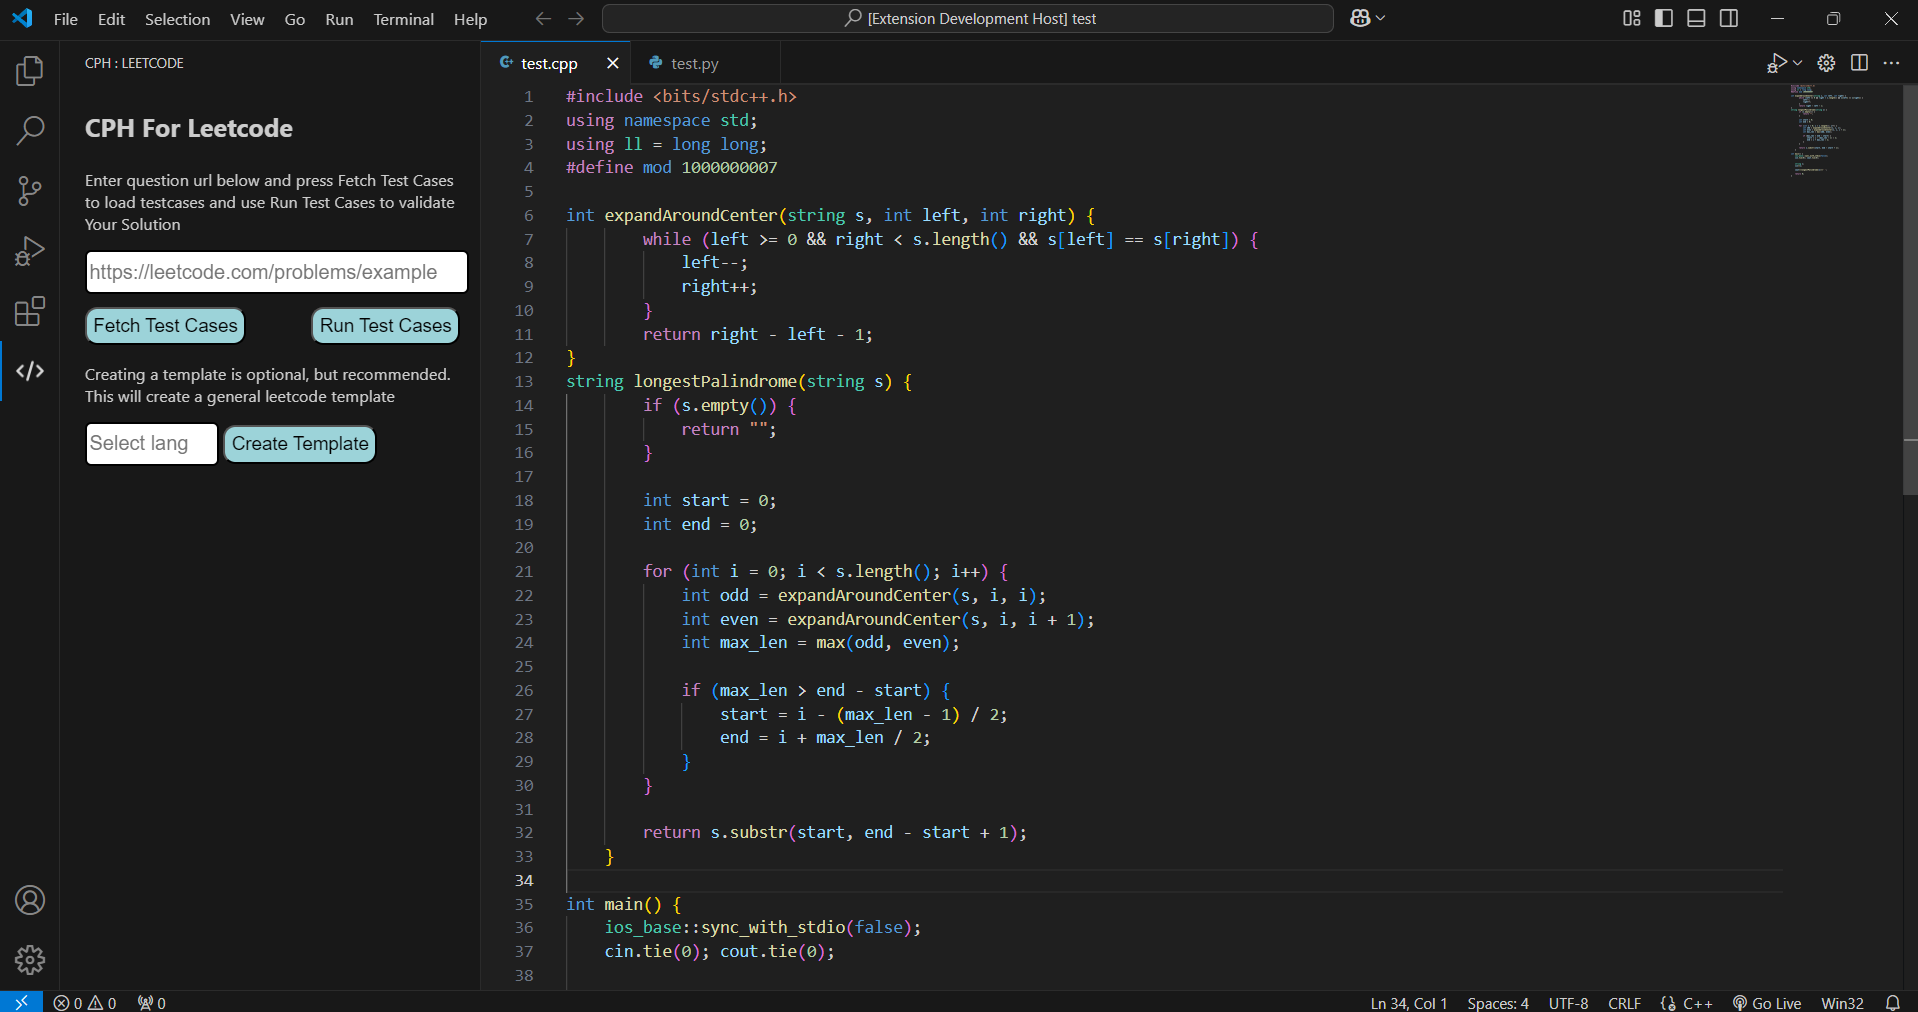 File Edit Selection View Go Run Terminal Help
[Extension Development Host] test
CPH : LEETCODE
CPH For Leetcode
Enter question url below and press Fetch Test Cases
to load testcases and use Run Test Cases to validate
Your Solution
https://leetcode.com/problems/example
Fetch Test Cases Run Test Cases
Creating a template is optional, but recommended.
This will create a general leetcode template
Select lang Create Template
test.cpp test.py
1 #include <bits/stdc++.h>
2 using namespace std;
3 using ll = long long;
4 #define mod 1000000007
5
6 int expandAroundCenter(string s, int left, int right) {
7 while (left >= 0 && right < s.length() && s[left] == s[right]) {
8 left--;
9 right++;
10 }
11 return right - left - 1;
12 }
13 string longestPalindrome(string s) {
14 if (s.empty()) {
15 return "";
16 }
17
18 int start = 0;
19 int end = 0;
20
21 for (int i = 0; i < s.length(); i++) {
22 int odd = expandAroundCenter(s, i, i);
23 int even = expandAroundCenter(s, i, i + 1);
24 int max_len = max(odd, even);
25
26 if (max_len > end - start) {
27 start = i - (max_len - 1) / 2;
28 end = i + max_len / 2;
29 }
30 }
31
32 return s.substr(start, end - start + 1);
33 }
34
35 int main() {
36 ios_base::sync_with_stdio(false);
37 cin.tie(0); cout.tie(0);
38
0 0 0
Ln 34, Col 1 Spaces: 4 UTF-8 CRLF C++ Go Live Win32